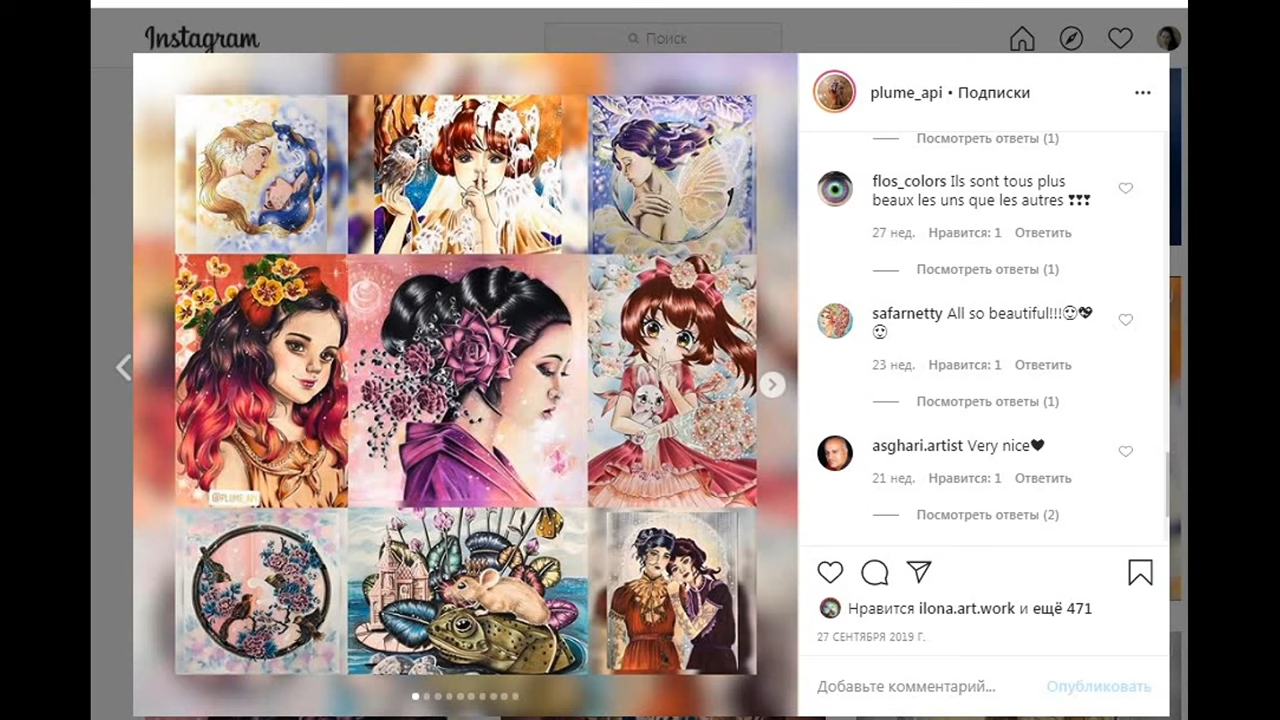 Instagram
Поиск
plume_api • Подписки
Посмотреть ответы (1)
flos_colors Ils sont tous plus
beaux les uns que les autres ❣❣❣
27 нед. Нравится: 1 Ответить
Посмотреть ответы (1)
safarnetty All so beautiful!!!😍💖
😍
23 нед. Нравится: 1 Ответить
Посмотреть ответы (1)
asghari.artist Very nice🖤
21 нед. Нравится: 1 Ответить
Посмотреть ответы (2)
@PLUME_API
Нравится ilona.art.work и ещё 471
27 СЕНТЯБРЯ 2019 Г.
Добавьте комментарий... Опубликовать